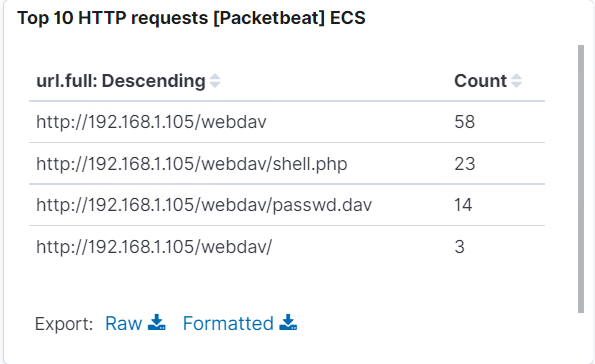 Top 10 HTTP requests [Packetbeat] ECS
url.full: Descending Count
http://192.168.1.105/webdav 58
http://192.168.1.105/webdav/shell.php 23
http://192.168.1.105/webdav/passwd.dav 14
http://192.168.1.105/webdav/ 3
Export: Raw Formatted